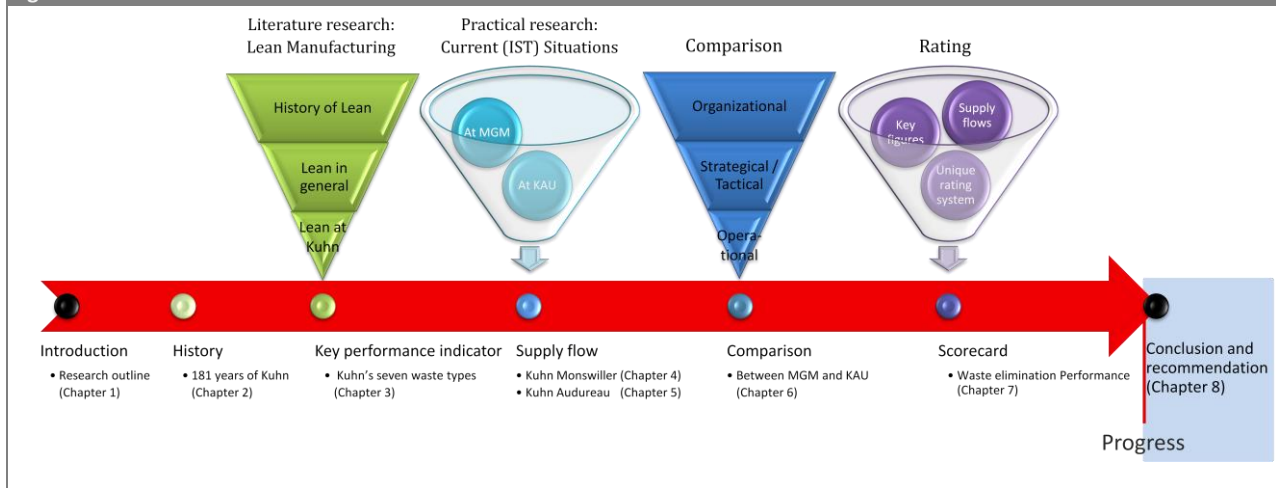 Literature research:
Lean Manufacturing
Practical research:
Current (IST) Situations
Comparison
Rating
History of Lean
Lean in
general
Lean at
Kuhn
At MGM
At KAU
Organizational
Strategical /
Tactical
Opera-
tional
Key
figures
Supply
flows
Unique
rating
system
Introduction
• Research outline
(Chapter 1)
History
• 181 years of Kuhn
(Chapter 2)
Key performance indicator
• Kuhn's seven waste types
(Chapter 3)
Supply flow
• Kuhn Monswiller (Chapter 4)
• Kuhn Audureau (Chapter 5)
Comparison
• Between MGM and KAU
(Chapter 6)
Scorecard
• Waste elimination Performance
(Chapter 7)
Conclusion and
recommendation
(Chapter 8)
Progress